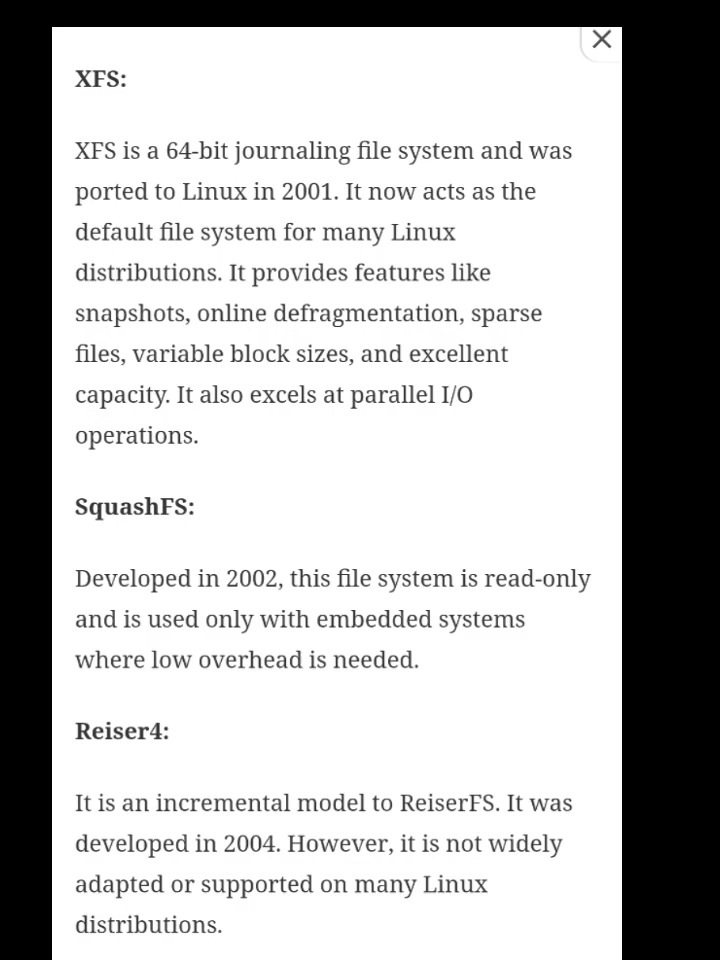 XFS:
XFS is a 64-bit journaling file system and was
ported to Linux in 2001. It now acts as the
default file system for many Linux
distributions. It provides features like
snapshots, online defragmentation, sparse
files, variable block sizes, and excellent
capacity. It also excels at parallel I/O
operations.
SquashFS:
Developed in 2002, this file system is read-only
and is used only with embedded systems
where low overhead is needed.
Reiser4:
It is an incremental model to ReiserFS. It was
developed in 2004. However, it is not widely
adapted or supported on many Linux
distributions.